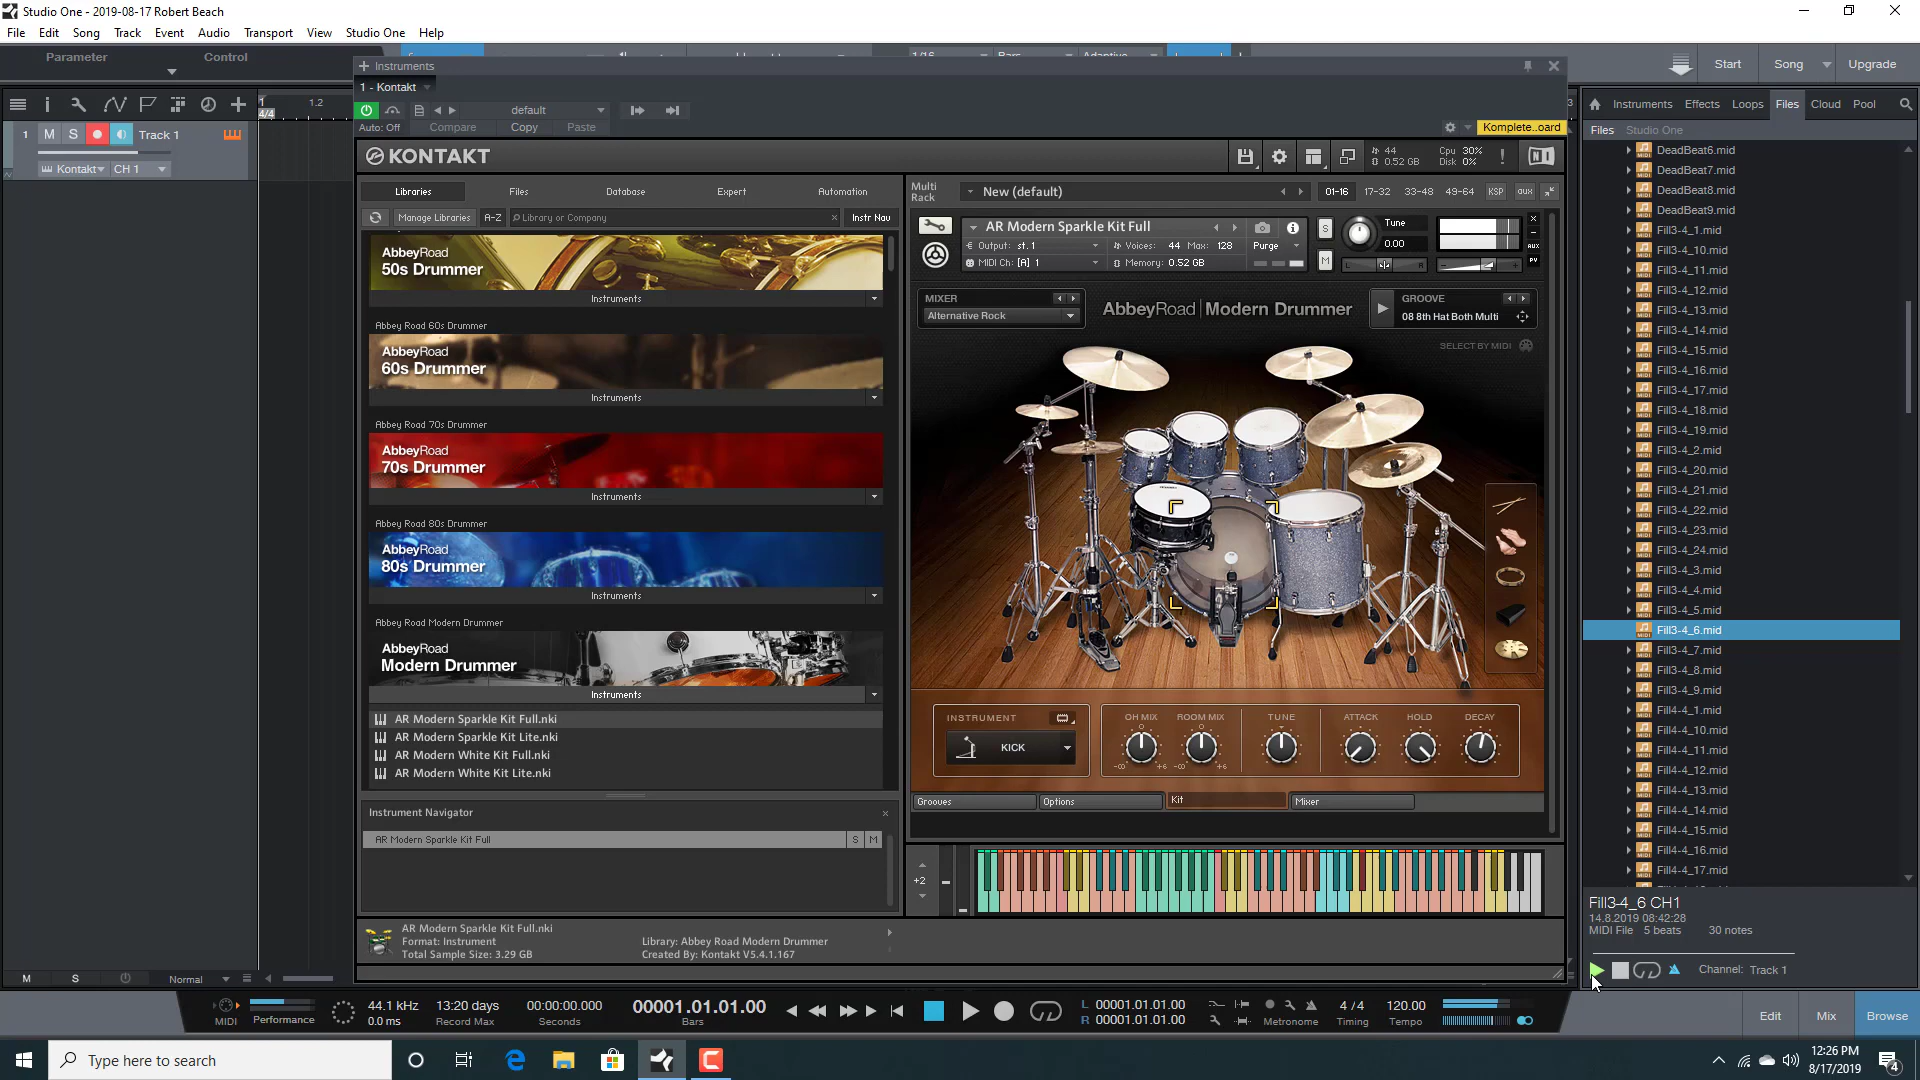 Studio One - 2019-08-17 Robert Beach
File Edit Song Track Event Audio Transport View Studio One Help
Parameter Control
Instruments
Start Song Upgrade
1 - Kontakt
default
Auto: Off Compare Copy Paste
Komplete..oard
1 1.2
4/4
1 M S Track 1
Kontakt CH 1
KONTAKT
44
0.52 GB
Cpu 30%
Disk 0%
Libraries Files Database Expert Automation
Manage Libraries A-Z Library or Company Instr Nav
AbbeyRoad
50s Drummer
Instruments
Abbey Road 60s Drummer
AbbeyRoad
60s Drummer
Instruments
Abbey Road 70s Drummer
AbbeyRoad
70s Drummer
Instruments
Abbey Road 80s Drummer
AbbeyRoad
80s Drummer
Instruments
Abbey Road Modern Drummer
AbbeyRoad
Modern Drummer
Instruments
AR Modern Sparkle Kit Full.nki
AR Modern Sparkle Kit Lite.nki
AR Modern White Kit Full.nki
AR Modern White Kit Lite.nki
Instrument Navigator
AR Modern Sparkle Kit Full S M
AR Modern Sparkle Kit Full.nki
Format: Instrument
Total Sample Size: 3.29 GB
Library: Abbey Road Modern Drummer
Created By: Kontakt V5.4.1.167
Multi
Rack
New (default)
01-16 17-32 33-48 49-64 KSP aux
AR Modern Sparkle Kit Full
Output: st.1 Voices: 44 Max: 128 Purge
MIDI Ch: [A] 1 Memory: 0.52 GB
S
M
Tune
0.00
L R
AUX
PV
MIXER
Alternative Rock
AbbeyRoad | Modern Drummer
GROOVE
08 8th Hat Both Multi
SELECT BY MIDI
INSTRUMENT
KICK
OH MIX ROOM MIX TUNE ATTACK HOLD DECAY
-∞ +6 -∞ +6
Grooves Options Kit Mixer
+2
Instruments Effects Loops Files Cloud Pool
Files Studio One
DeadBeat6.mid
DeadBeat7.mid
DeadBeat8.mid
DeadBeat9.mid
Fill3-4_1.mid
Fill3-4_10.mid
Fill3-4_11.mid
Fill3-4_12.mid
Fill3-4_13.mid
Fill3-4_14.mid
Fill3-4_15.mid
Fill3-4_16.mid
Fill3-4_17.mid
Fill3-4_18.mid
Fill3-4_19.mid
Fill3-4_2.mid
Fill3-4_20.mid
Fill3-4_21.mid
Fill3-4_22.mid
Fill3-4_23.mid
Fill3-4_24.mid
Fill3-4_3.mid
Fill3-4_4.mid
Fill3-4_5.mid
Fill3-4_6.mid
Fill3-4_7.mid
Fill3-4_8.mid
Fill3-4_9.mid
Fill4-4_1.mid
Fill4-4_10.mid
Fill4-4_11.mid
Fill4-4_12.mid
Fill4-4_13.mid
Fill4-4_14.mid
Fill4-4_15.mid
Fill4-4_16.mid
Fill4-4_17.mid
Fill3-4_6 CH1
14.8.2019 08:42:28
MIDI File 5 beats 30 notes
Channel: Track 1
M S Normal
MIDI Performance
44.1 kHz
0.0 ms
13:20 days
Record Max
00:00:00.000
Seconds
00001.01.01.00
Bars
L 00001.01.01.00
R 00001.01.01.00
Metronome
4 / 4
Timing
120.00
Tempo
Edit Mix Browse
Type here to search
12:26 PM
8/17/2019
4